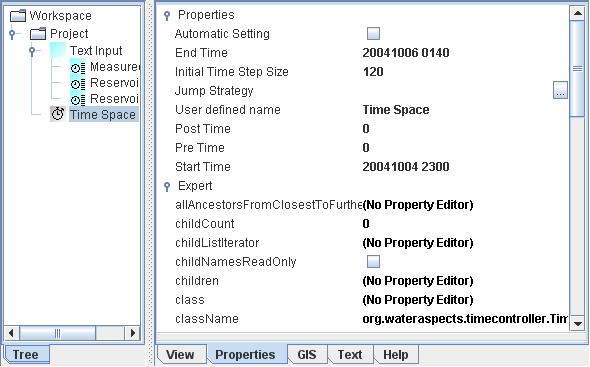 Workspace
Project
Text Input
Measured
Reservoi
Reservoi
Time Space
Tree
Properties
Automatic Setting
End Time 20041006 0140
Initial Time Step Size 120
Jump Strategy ...
User defined name Time Space
Post Time 0
Pre Time 0
Start Time 20041004 2300
Expert
allAncestorsFromClosestToFurthe (No Property Editor)
childCount 0
childListIterator (No Property Editor)
childNamesReadOnly
children (No Property Editor)
class (No Property Editor)
className org.wateraspects.timecontroller.Tim
View Properties GIS Text Help